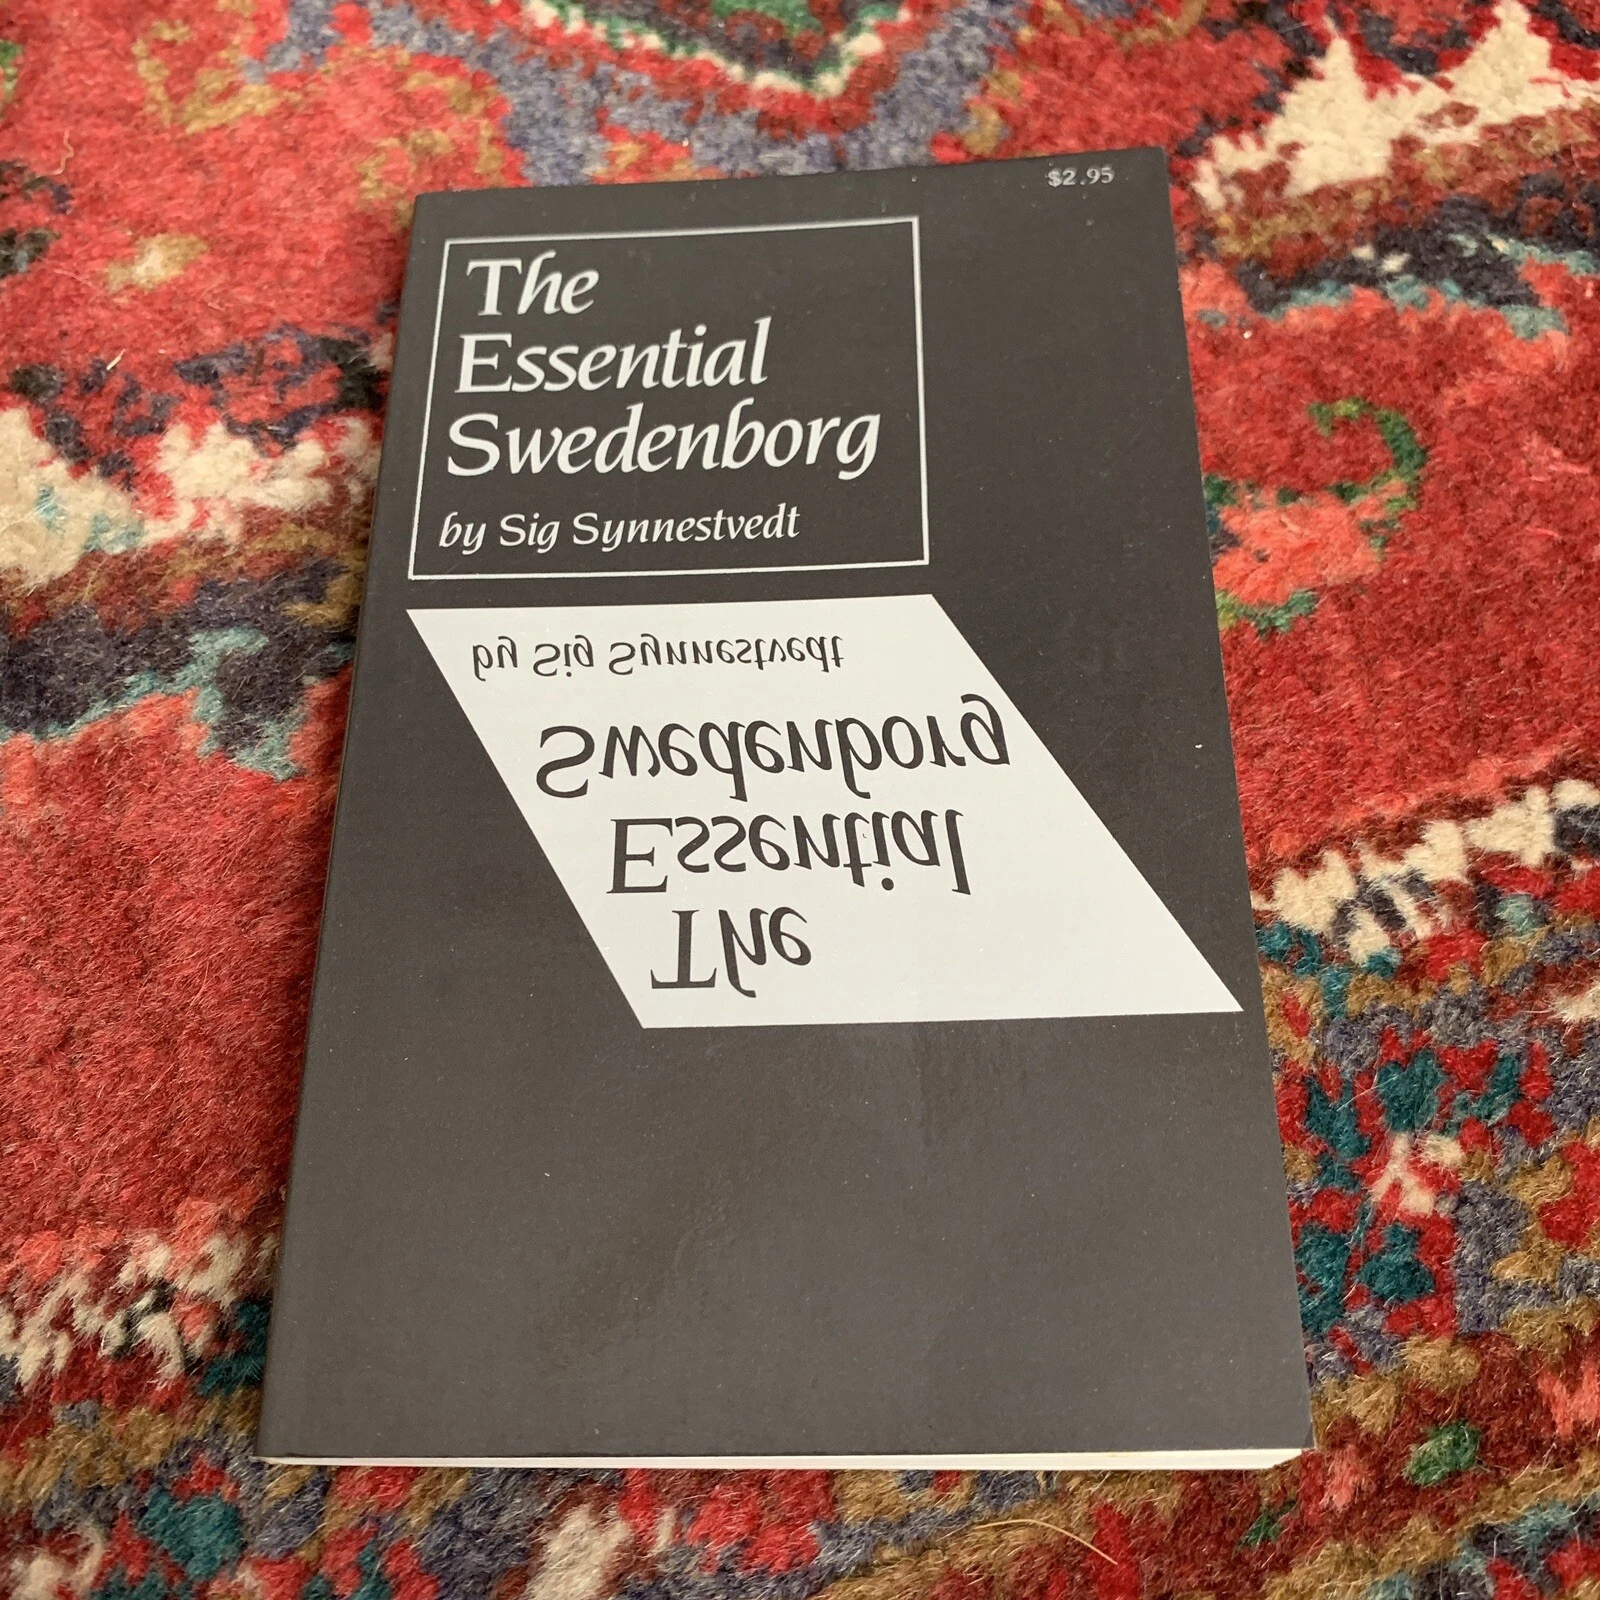 $2.95
The
Essential
Swedenborg
by Sig Synnestvedt
by Sig Synnestvedt
Swedenborg
Essential
The